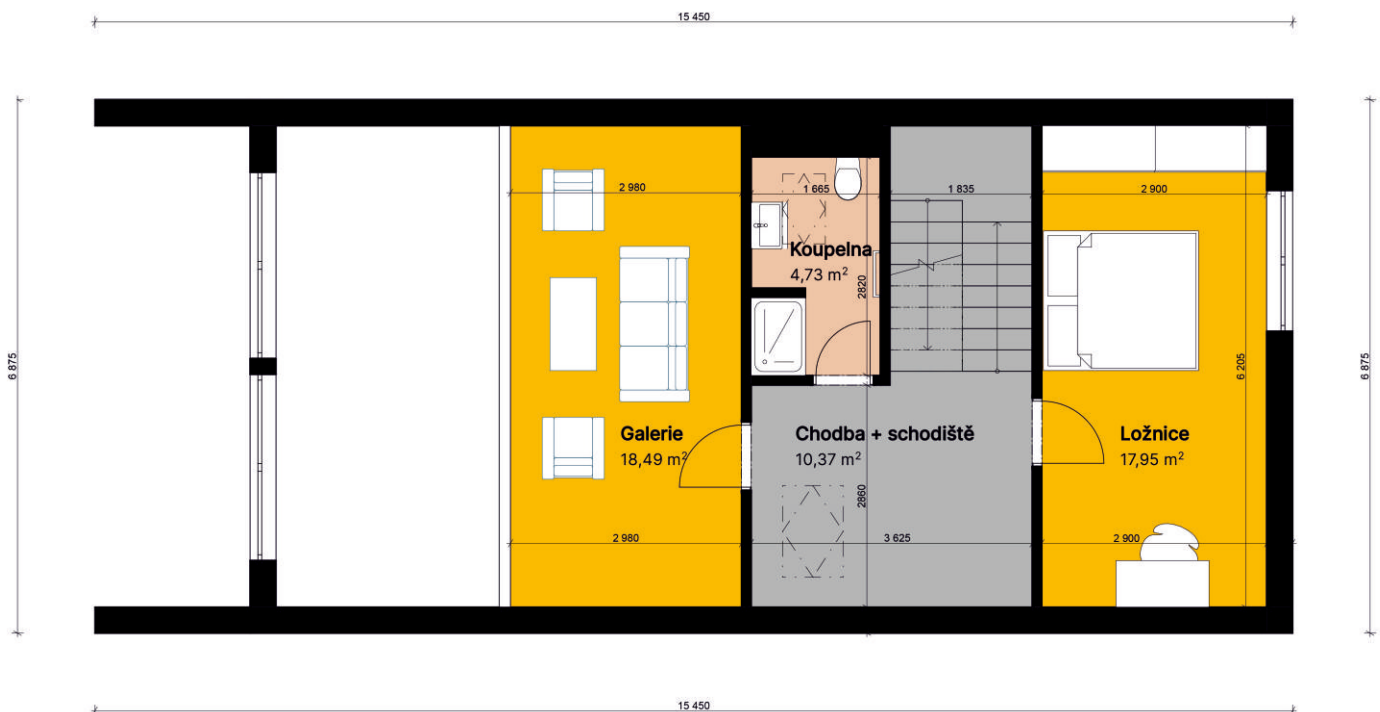 15 450
2 980
1 665
1 835
2 900
Koupelna
4,73 m²
2820
6 875
6 205
6 875
Galerie
18,49 m²
Chodba + schodiště
10,37 m²
Ložnice
17,95 m²
2860
2 980
3 625
2 900
15 450